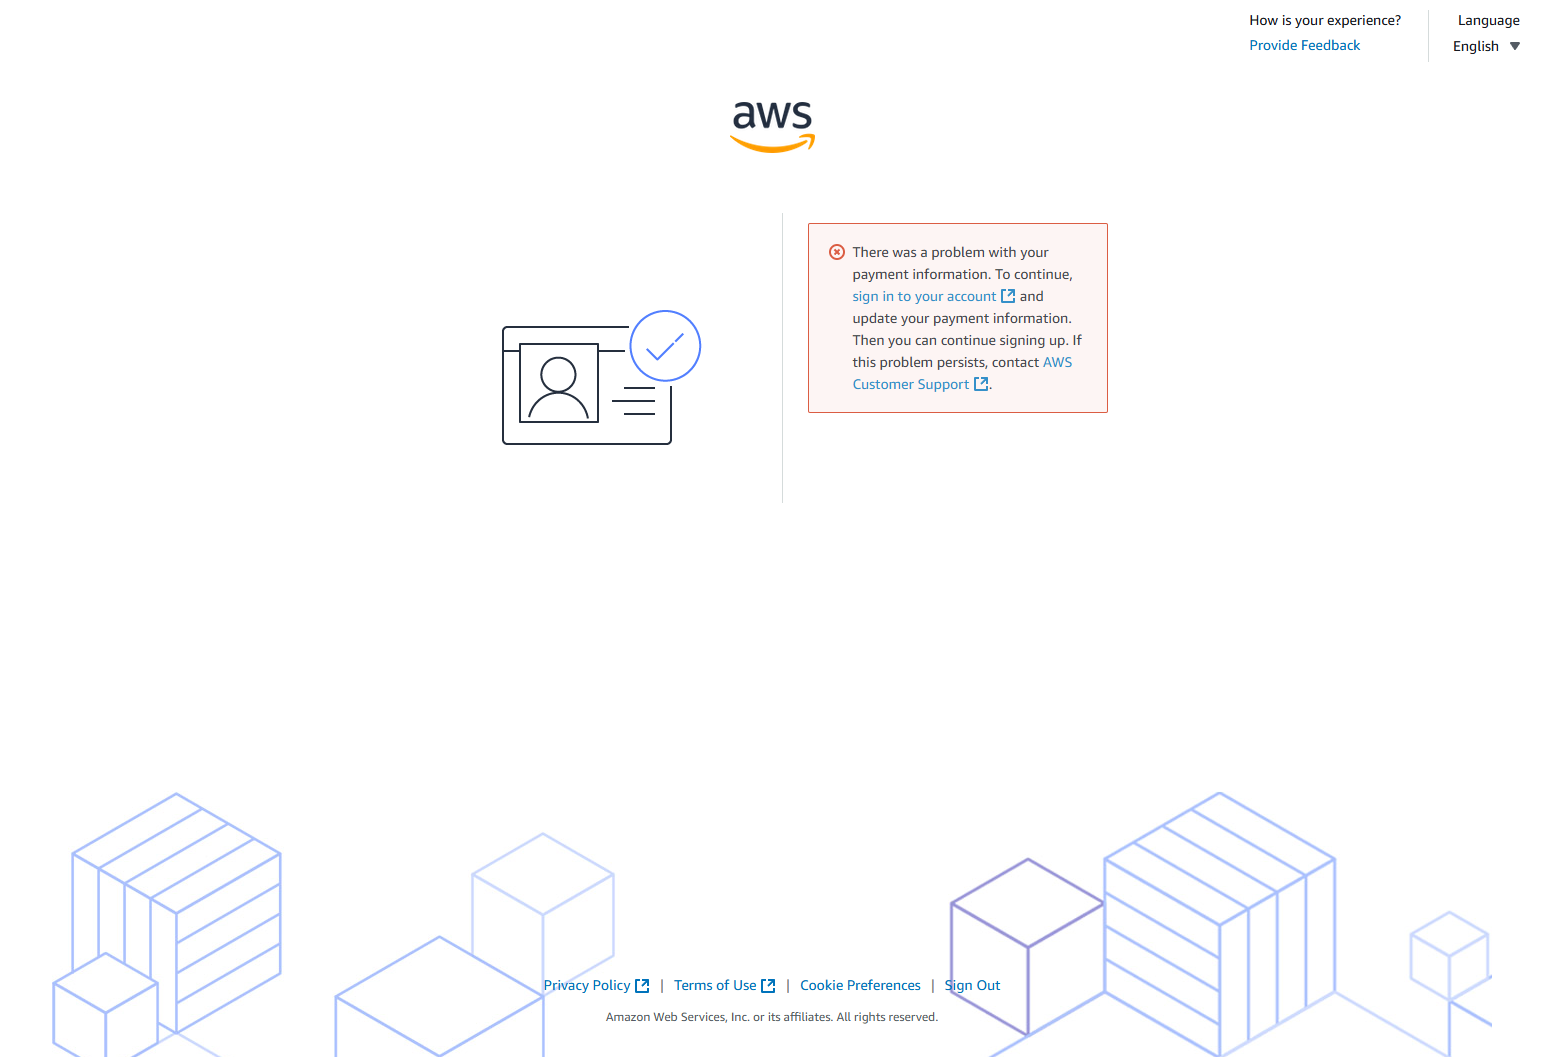 How is your experience?
Provide Feedback
Language
English
aws
There was a problem with your
payment information. To continue,
sign in to your account and
update your payment information.
Then you can continue signing up. If
this problem persists, contact AWS
Customer Support.
Privacy Policy | Terms of Use | Cookie Preferences | Sign Out
Amazon Web Services, Inc. or its affiliates. All rights reserved.